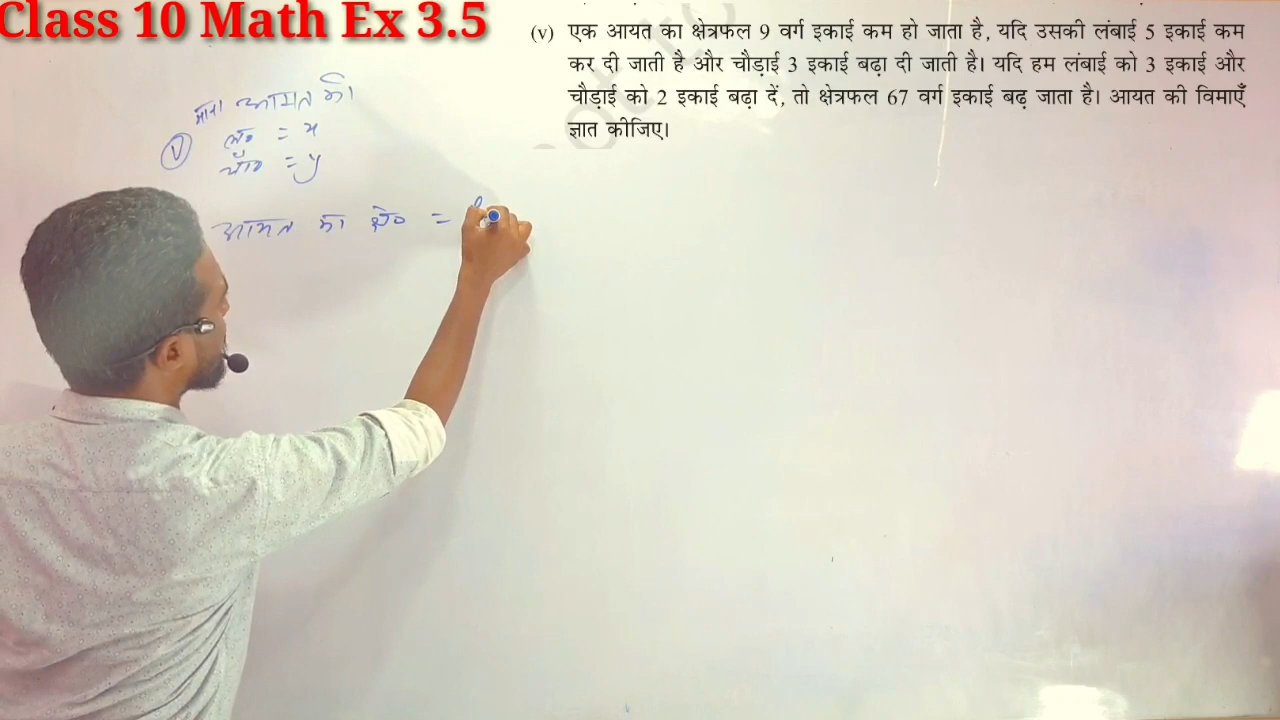 Class 10 Math Ex 3.5
(v) एक आयत का क्षेत्रफल 9 वर्ग इकाई कम हो जाता है, यदि उसकी लंबाई 5 इकाई कम
कर दी जाती है और चौड़ाई 3 इकाई बढ़ा दी जाती है। यदि हम लंबाई को 3 इकाई और
चौड़ाई को 2 इकाई बढ़ा दें, तो क्षेत्रफल 67 वर्ग इकाई बढ़ जाता है। आयत की विमाएँ
ज्ञात कीजिए।
माना आयत की
(V) ल० = x
चौ० = y
आयत का क्षे० =